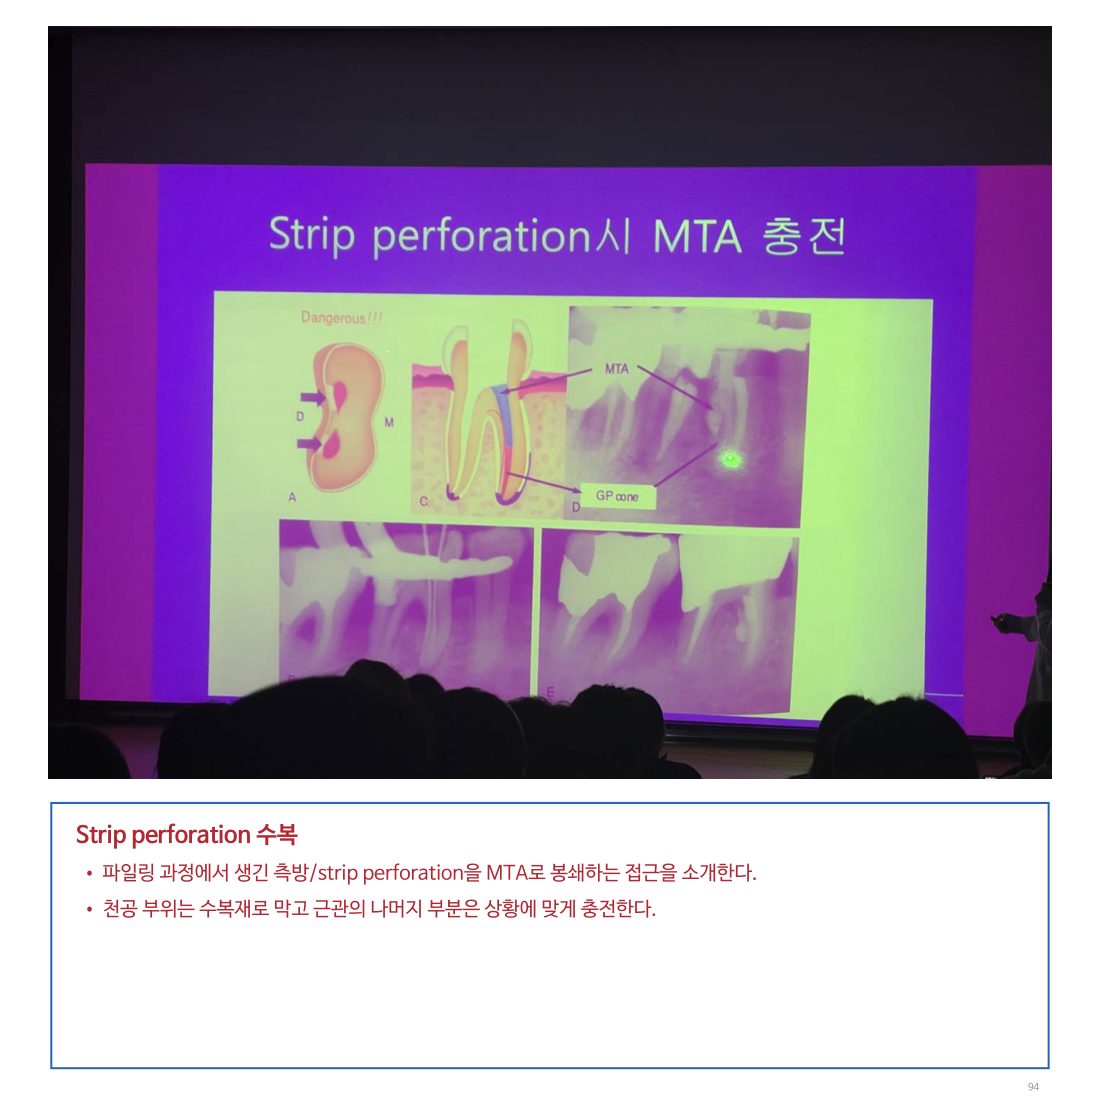 Strip perforation시 MTA 충전
Dangerous!!!
D
M
A
C
MTA
GP cone
D
E
Strip perforation 수복
• 파일링 과정에서 생긴 측방/strip perforation을 MTA로 봉쇄하는 접근을 소개한다.
• 천공 부위는 수복재로 막고 근관의 나머지 부분은 상황에 맞게 충전한다.
94